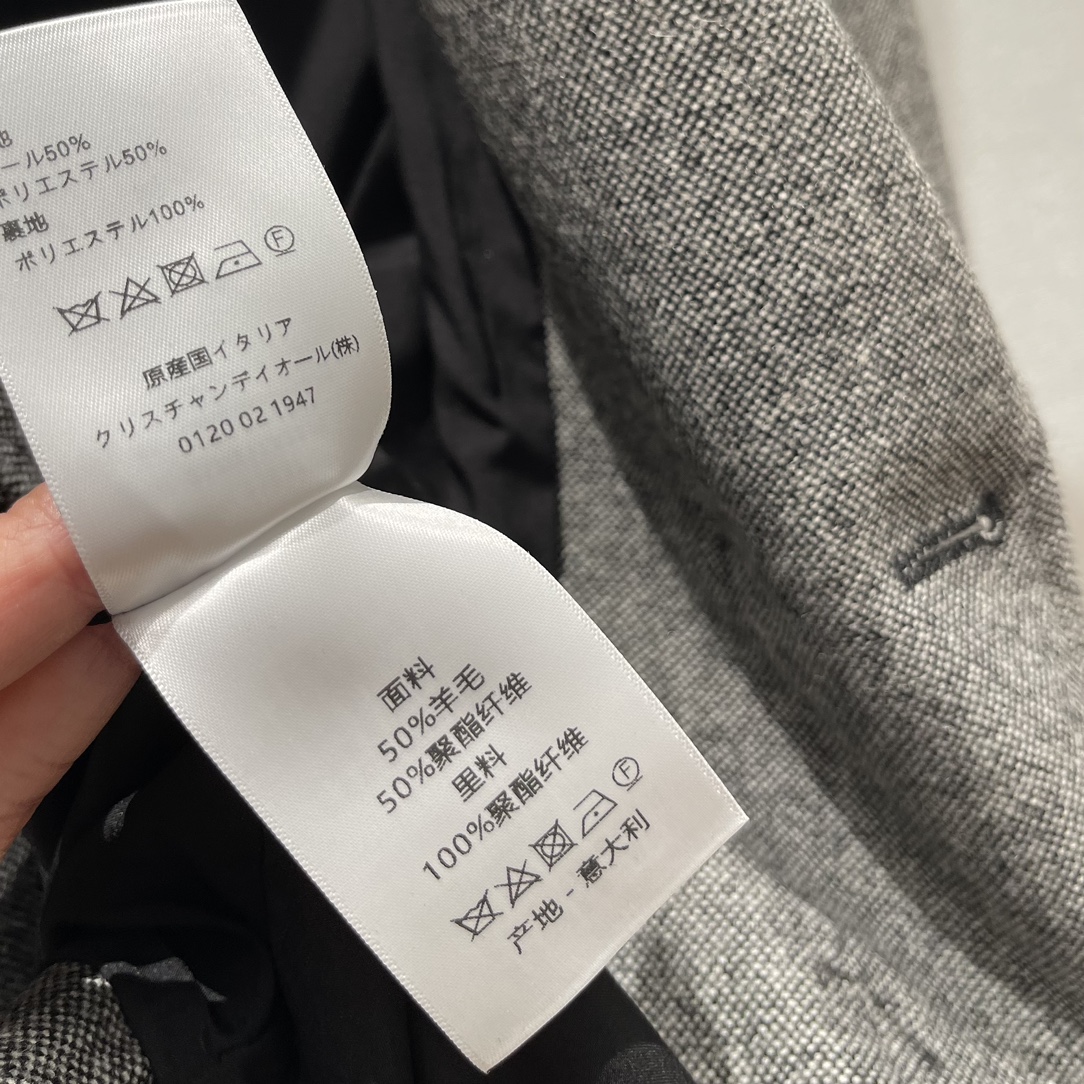 地
ール50%
ポリエステル50%
裏地
ポリエステル100%
F
原産国イタリア
クリスチャンディオール(株)
0120 02 1947
面料
50%羊毛
50%聚酯纤维
里料
100%聚酯纤维
F
产地 - 意大利